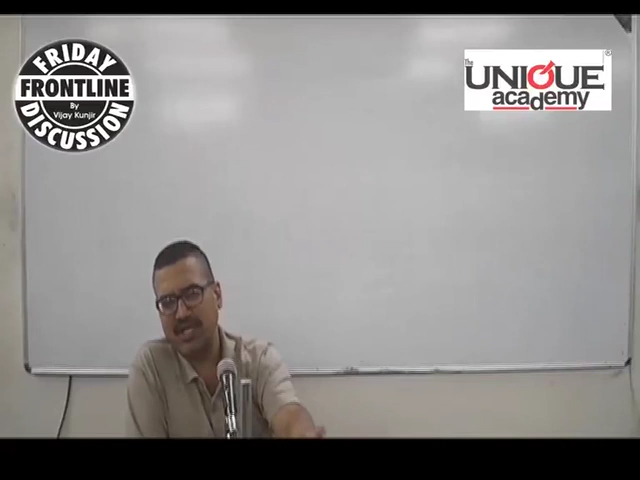 FRIDAY
FRONTLINE
By
Vijay Kunjir
DISCUSSION
The
UNIQUE
academy